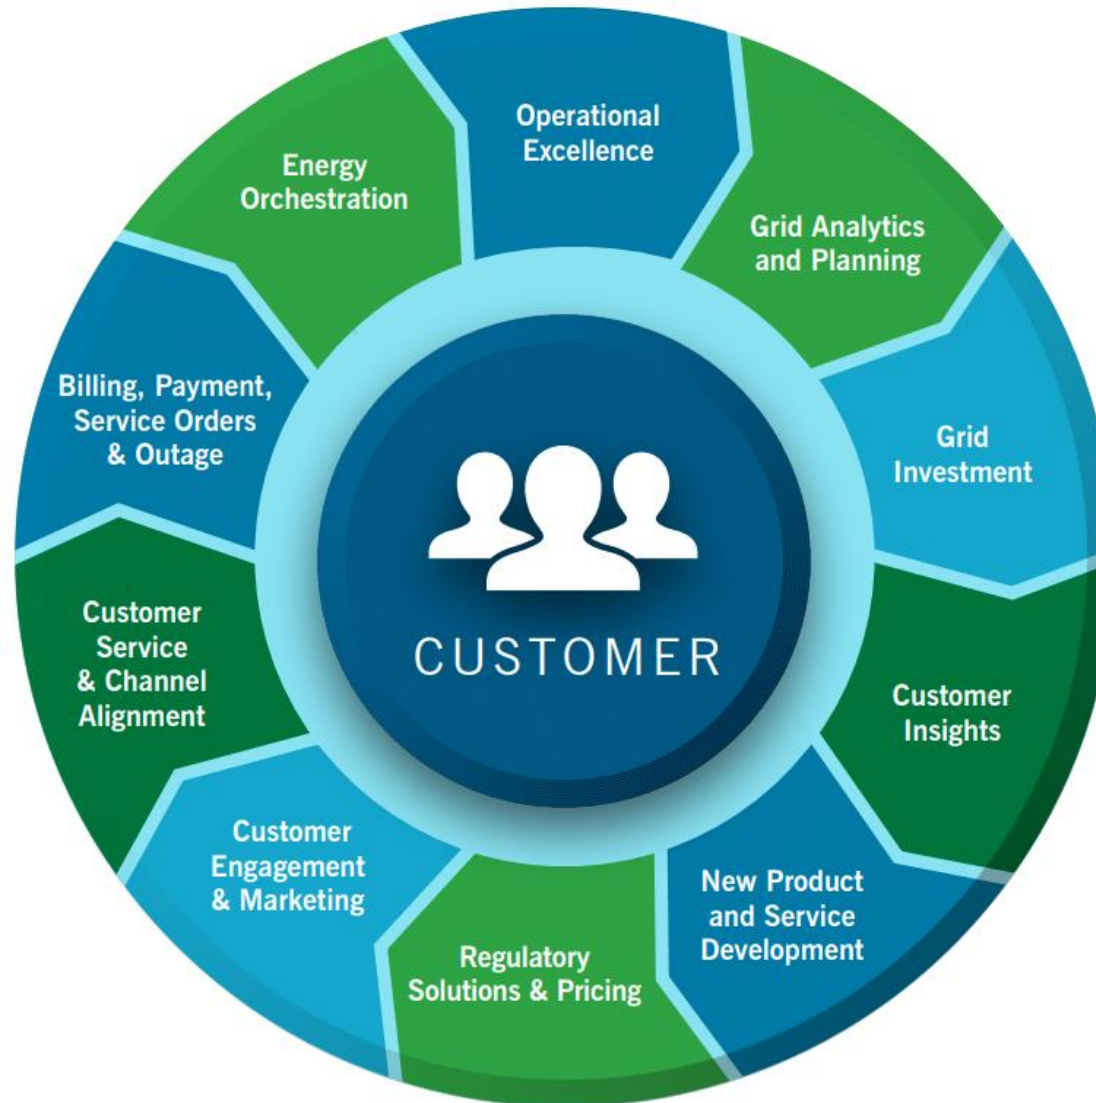 Operational
Excellence
Grid Analytics
and Planning
Grid
Investment
Customer
Insights
New Product
and Service
Development
Regulatory
Solutions & Pricing
Customer
Engagement
& Marketing
Customer
Service
& Channel
Alignment
Billing, Payment,
Service Orders
& Outage
Energy
Orchestration
CUSTOMER